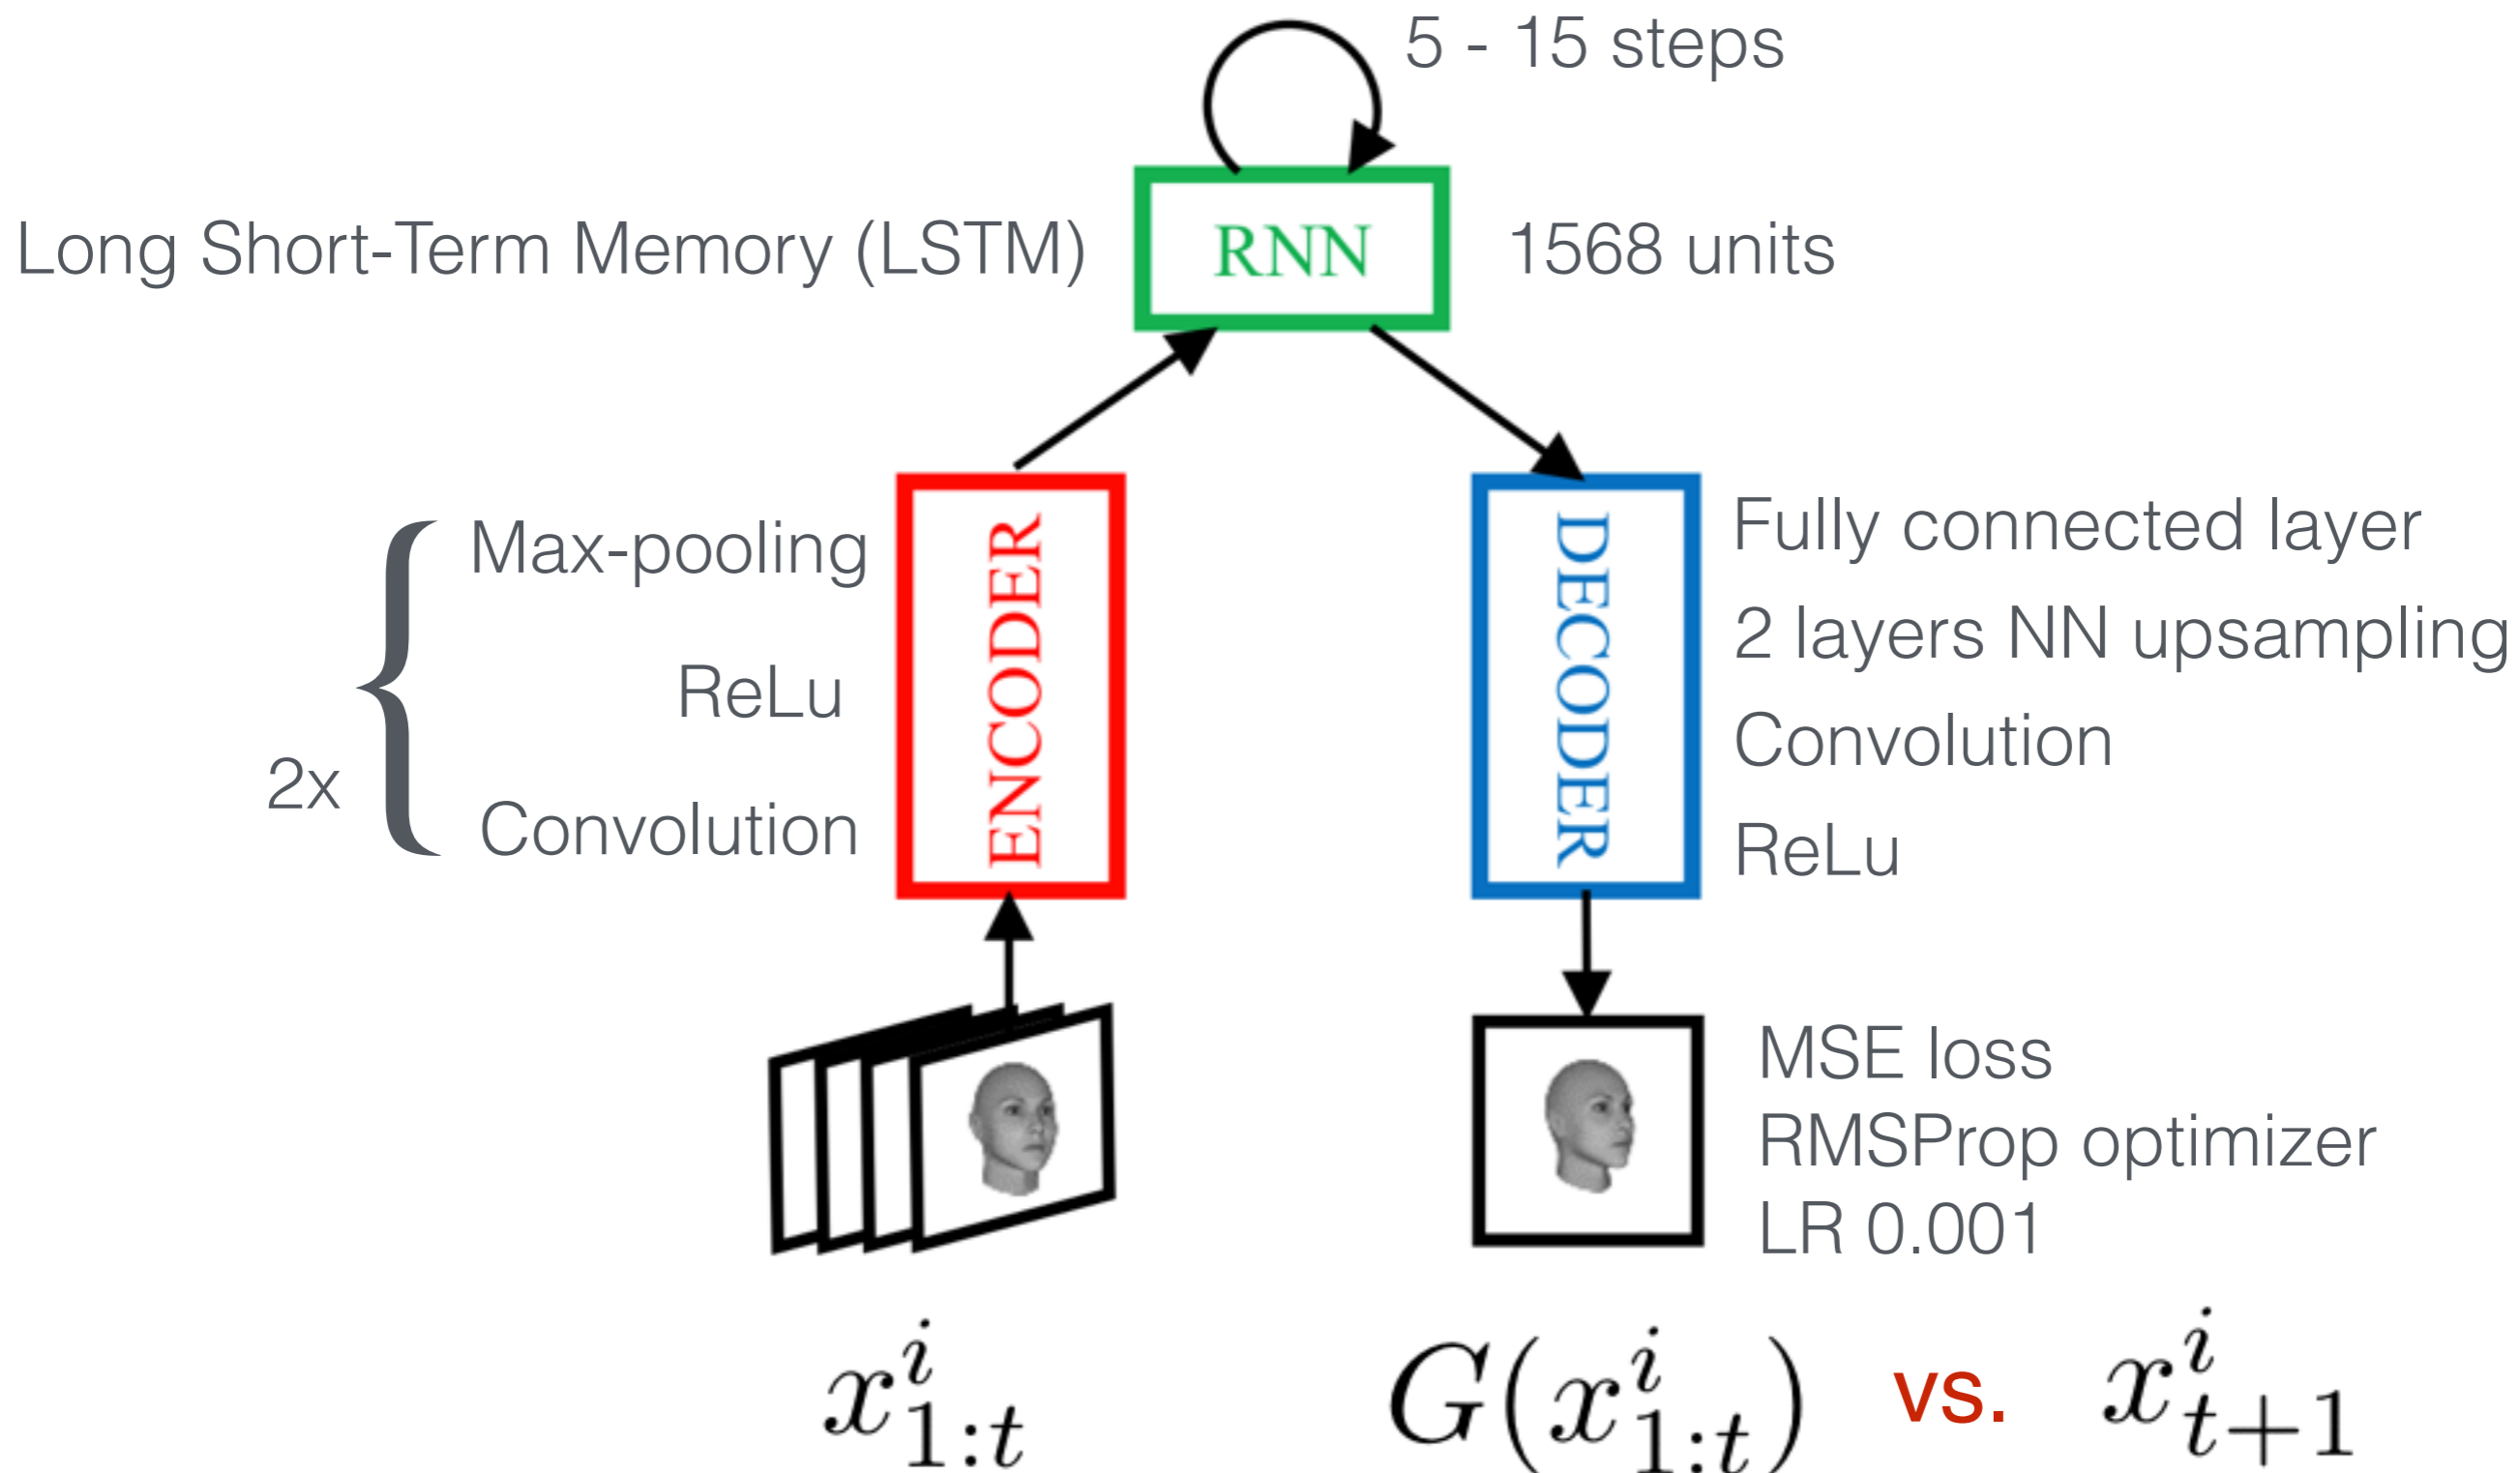 5 - 15 steps
Long Short-Term Memory (LSTM)
RNN
1568 units
2x
Max-pooling
ReLu
Convolution
ENCODER
DECODER
Fully connected layer
2 layers NN upsampling
Convolution
ReLu
MSE loss
RMSProp optimizer
LR 0.001
$x^i_{1:t}$
$G(x^i_{1:t})$ vs. $x^i_{t+1}$